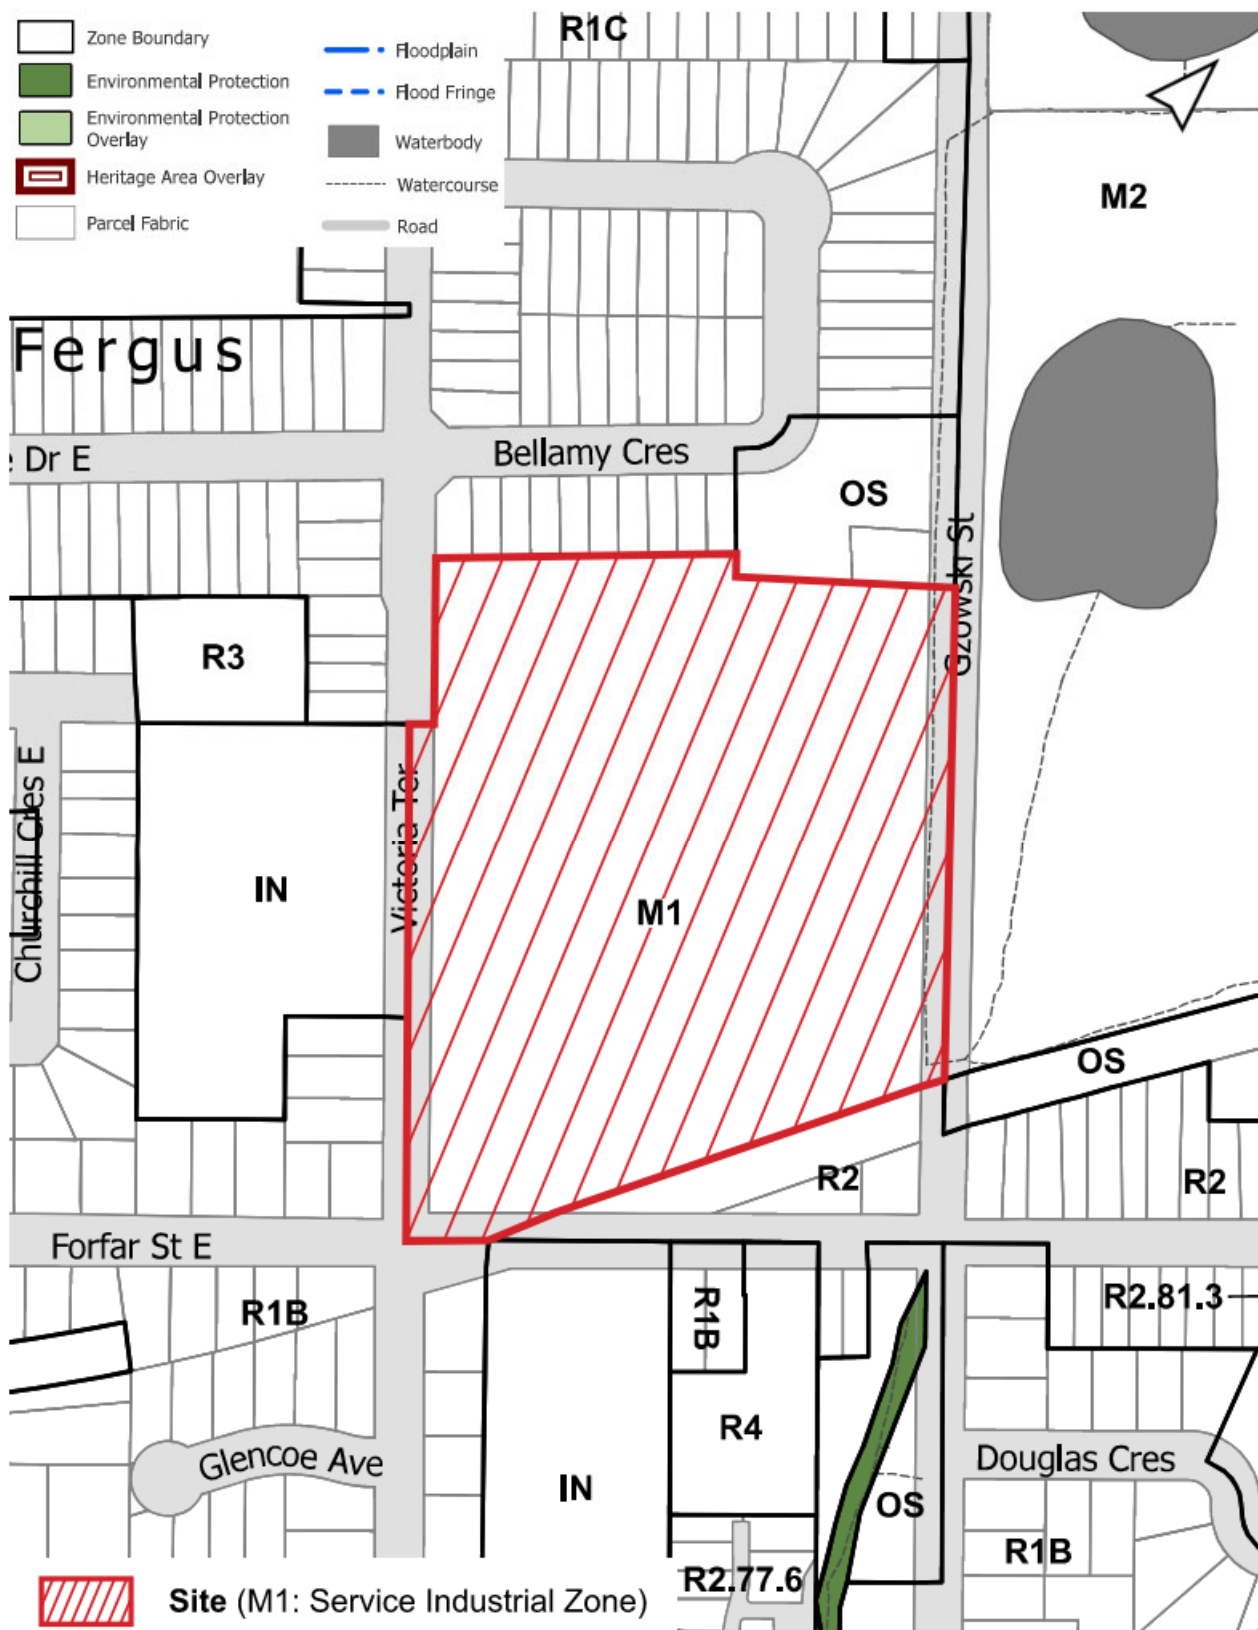 Zone Boundary
Environmental Protection
Environmental Protection
Overlay
Heritage Area Overlay
Parcel Fabric
Floodplain
Flood Fringe
Waterbody
Watercourse
Road
R1C
M2
Fergus
Dr E
Bellamy Cres
OS
Gzowski St
R3
Churchill Cres E
IN
Victoria Ter
M1
OS
R2
R2
Forfar St E
R1B
R1B
R2.81.3
R4
Glencoe Ave
Douglas Cres
IN
OS
R1B
R2.77.6
Site (M1: Service Industrial Zone)